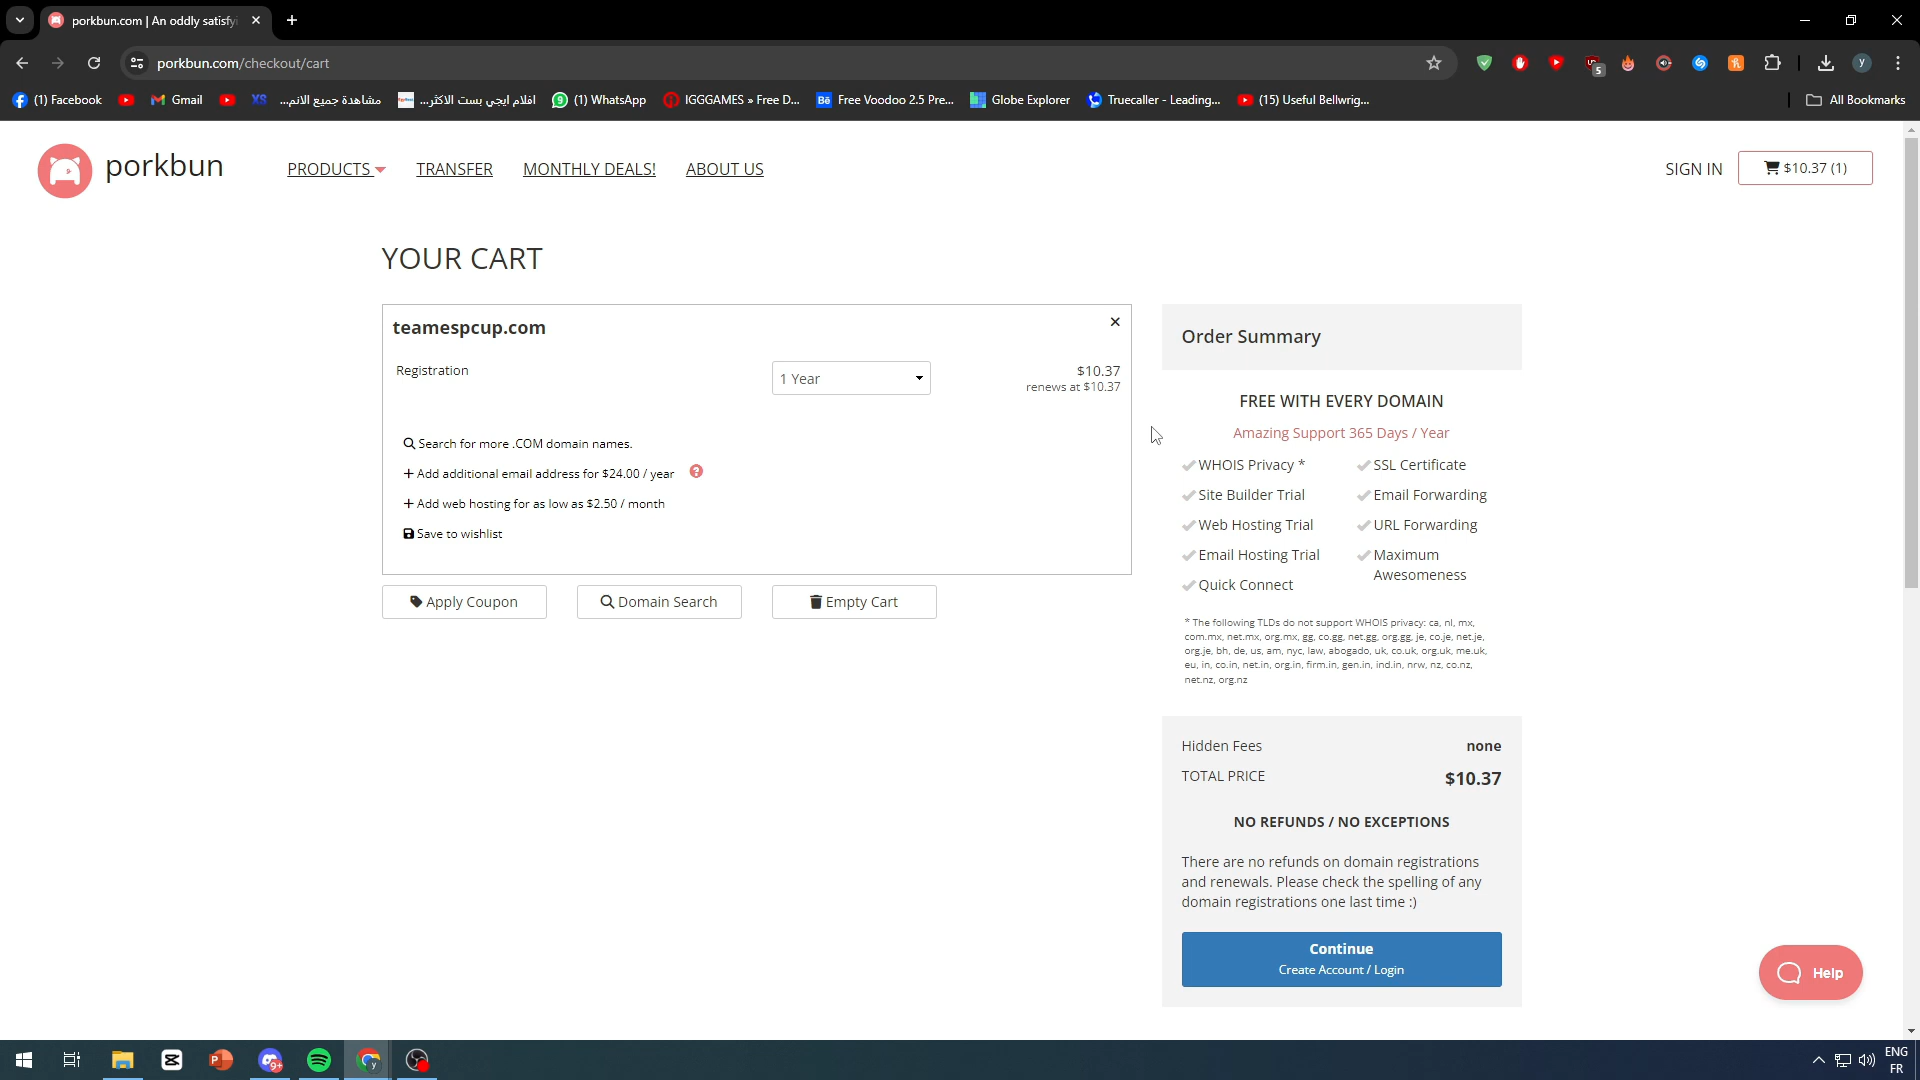 porkbun.com | An oddly satisfyi
porkbun.com/checkout/cart
5
y
(1) Facebook
Gmail
XS
مشاهدة جميع الانم...
افلام ايجي بست الاكثر...
(1) WhatsApp
IGGGAMES » Free D...
Bē Free Voodoo 2.5 Pre...
Globe Explorer
Truecaller - Leading...
(15) Useful Bellwrig...
All Bookmarks
porkbun
PRODUCTS
TRANSFER
MONTHLY DEALS!
ABOUT US
SIGN IN
$10.37 (1)
YOUR CART
teamespcup.com
Registration
1 Year
$10.37
renews at $10.37
Search for more .COM domain names.
+ Add additional email address for $24.00 / year ?
+ Add web hosting for as low as $2.50 / month
Save to wishlist
Apply Coupon
Domain Search
Empty Cart
Order Summary
FREE WITH EVERY DOMAIN
Amazing Support 365 Days / Year
WHOIS Privacy *
SSL Certificate
Site Builder Trial
Email Forwarding
Web Hosting Trial
URL Forwarding
Email Hosting Trial
Maximum
Awesomeness
Quick Connect
* The following TLDs do not support WHOIS privacy: ca, nl, mx,
com.mx, net.mx, org.mx, gg, co.gg, net.gg, org.gg, je, co.je, net.je,
org.je, bh, de, us, am, nyc, law, abogado, uk, co.uk, org.uk, me.uk,
eu, in, co.in, net.in, org.in, firm.in, gen.in, ind.in, nrw, nz, co.nz,
net.nz, org.nz
Hidden Fees none
TOTAL PRICE $10.37
NO REFUNDS / NO EXCEPTIONS
There are no refunds on domain registrations
and renewals. Please check the spelling of any
domain registrations one last time :)
Continue
Create Account / Login
Help
P
9+
y
ENG
FR